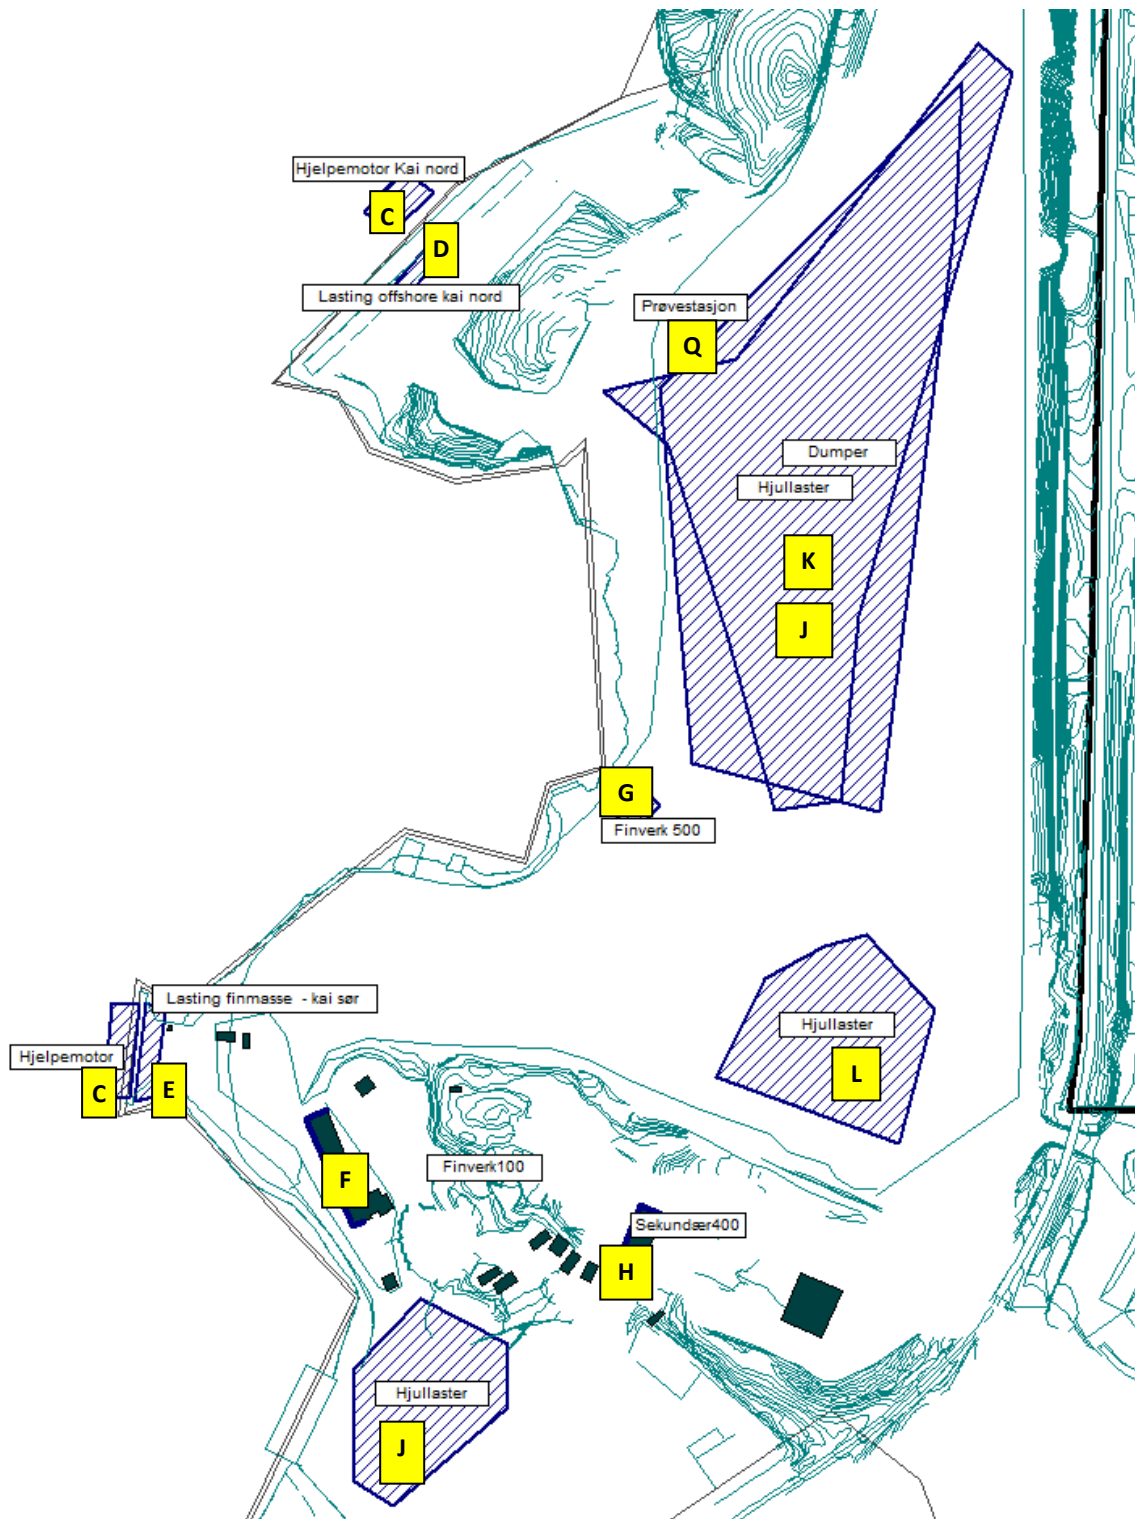 Hjelpemotor Kai nord
C
D
Lasting offshore kai nord
Prøvestasjon
Q
Dumper
Hjullaster
K
J
G
Finverk 500
Lasting finmasse - kai sør
Hjullaster
Hjelpemotor
L
C
E
Finverk100
F
Sekundær400
H
Hjullaster
J